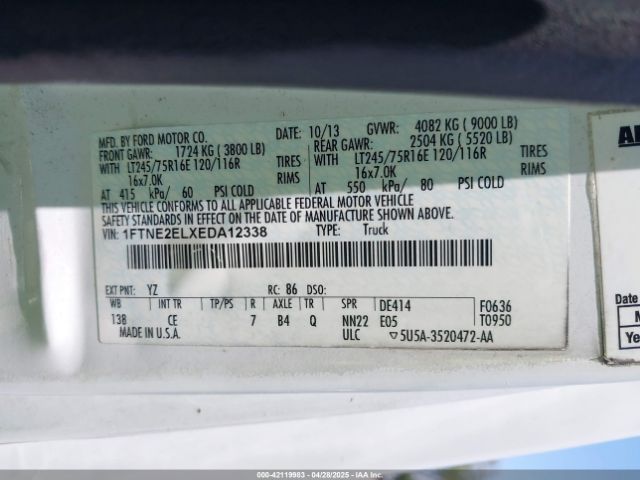 MFD. BY FORD MOTOR CO. DATE: 10/13 GVWR: 4082 KG ( 9000 LB)
FRONT GAWR: 1724 KG ( 3800 LB) REAR GAWR: 2504 KG ( 5520 LB)
WITH LT245/75R16E 120/116R TIRES WITH LT245/75R16E 120/116R TIRES
16x7.0K RIMS 16x7.0K RIMS
AT 415 kPa/ 60 PSI COLD AT 550 kPa/ 80 PSI COLD
THIS VEHICLE CONFORMS TO ALL APPLICABLE FEDERAL MOTOR VEHICLE
SAFETY STANDARDS IN EFFECT ON THE DATE OF MANUFACTURE SHOWN ABOVE.
VIN: 1FTNE2ELXEDA12338 TYPE: Truck
EXT PNT: YZ RC: 86 DSO:
WB INT TR TP/PS R AXLE TR SPR DE414 F0636
138 CE 7 B4 Q NN22 E05 T0950
MADE IN U.S.A. ULC ▽5U5A-3520472-AA
Date
Ye
000-42119983 - 04/28/2025 - IAAI.COM